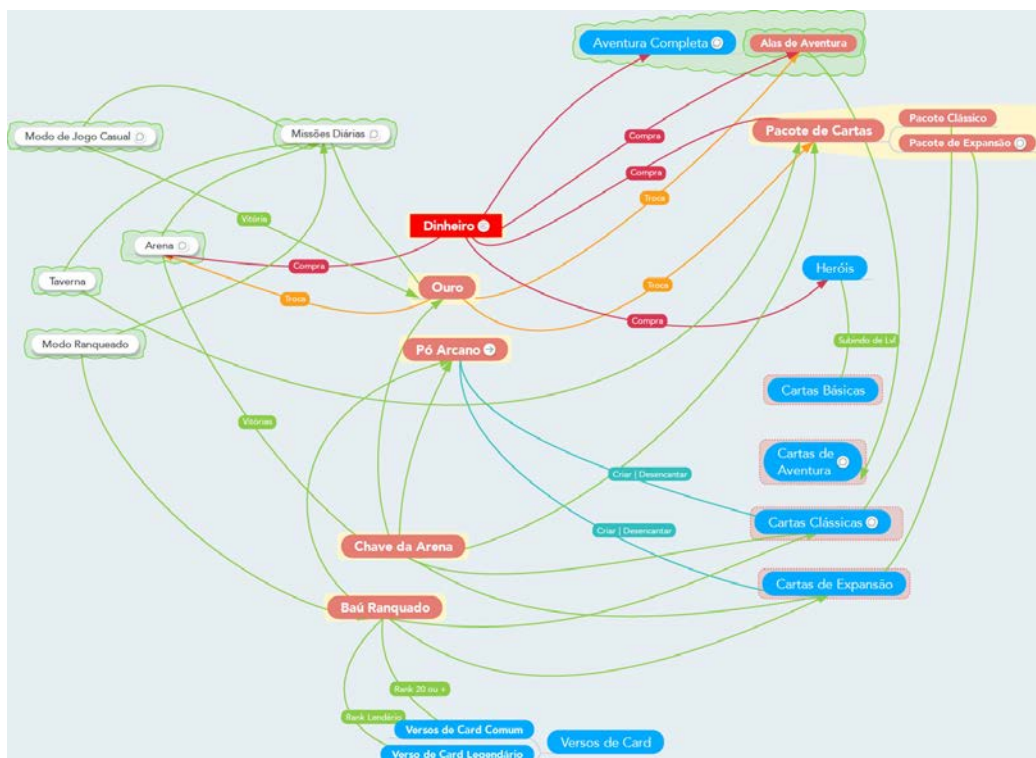 Aventura Completa
Alas de Aventura
Modo de Jogo Casual
Missões Diárias
Compra
Pacote de Cartas
Pacote Clássico
Pacote de Expansão
Compra
Troca
Vitória
Dinheiro
Arena
Compra
Taverna
Ouro
Heróis
Troca
Troca
Compra
Modo Ranqueado
Pó Arcano
Subindo de Lvl
Cartas Básicas
Vitórias
Cartas de
Aventura
Criar | Desencantar
Cartas Clássicas
Criar | Desencantar
Chave da Arena
Cartas de Expansão
Baú Ranquado
Rank 20 ou +
Rank Lendário
Versos de Card Comum
Versos de Card
Verso de Card Legendário